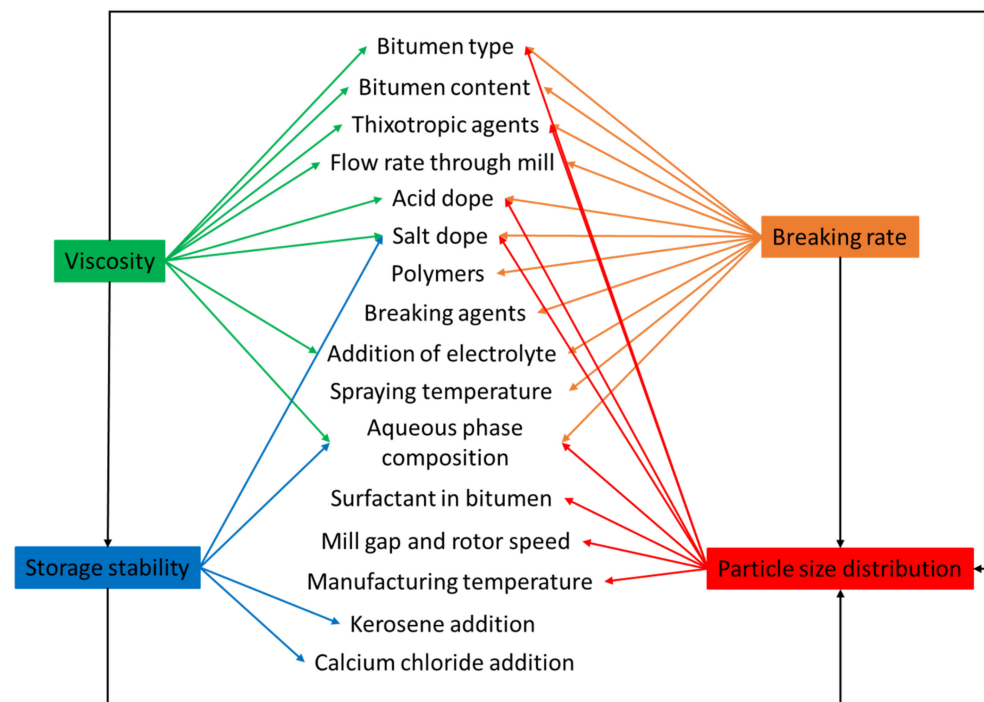 Bitumen type
Bitumen content
Thixotropic agents
Flow rate through mill
Acid dope
Salt dope
Breaking rate
Viscosity
Polymers
Breaking agents
Addition of electrolyte
Spraying temperature
Aqueous phase
composition
Surfactant in bitumen
Mill gap and rotor speed
Storage stability
Particle size distribution
Manufacturing temperature
Kerosene addition
Calcium chloride addition